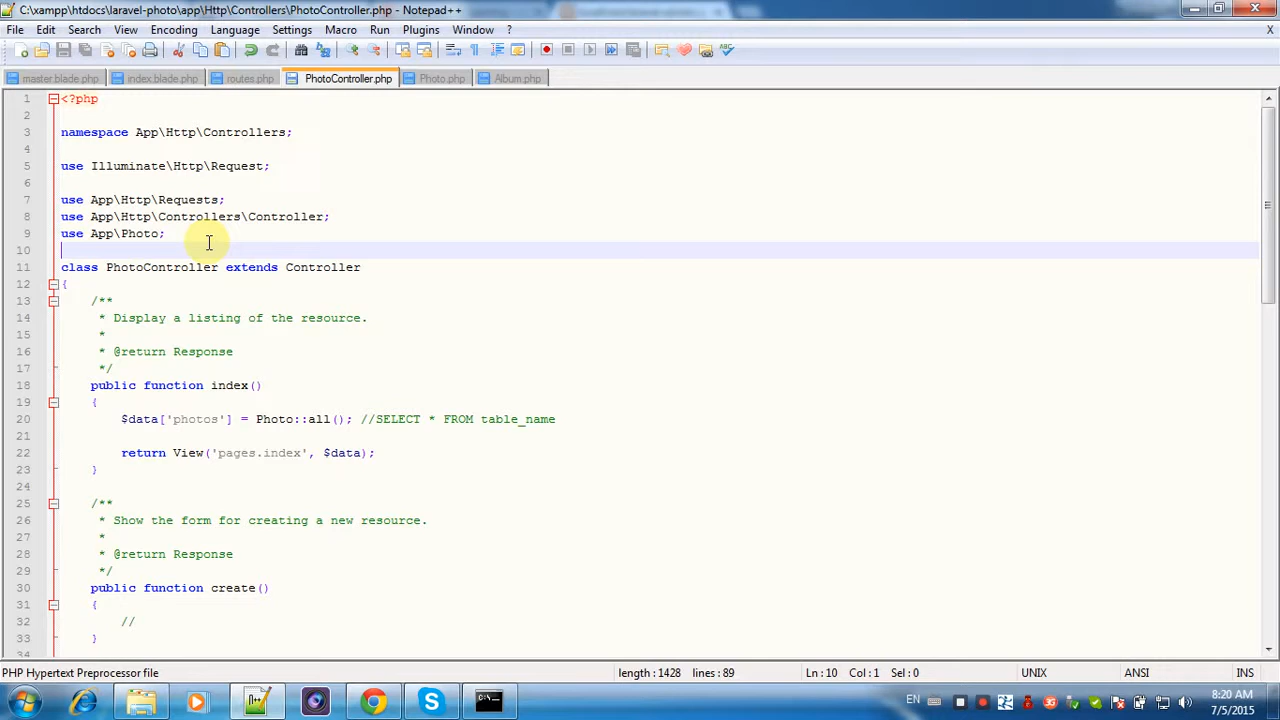 C:\xampp\htdocs\laravel-photo\app\Http\Controllers\PhotoController.php - Notepad++
File Edit Search View Encoding Language Settings Macro Run Plugins Window ? X
master.blade.php index.blade.php routes.php PhotoController.php Photo.php Album.php
1 <?php
2
3 namespace App\Http\Controllers;
4
5 use Illuminate\Http\Request;
6
7 use App\Http\Requests;
8 use App\Http\Controllers\Controller;
9 use App\Photo;
10
11 class PhotoController extends Controller
12 {
13 /**
14 * Display a listing of the resource.
15 *
16 * @return Response
17 */
18 public function index()
19 {
20 $data['photos'] = Photo::all(); //SELECT * FROM table_name
21
22 return View('pages.index', $data);
23 }
24
25 /**
26 * Show the form for creating a new resource.
27 *
28 * @return Response
29 */
30 public function create()
31 {
32 //
33 }
34
PHP Hypertext Preprocessor file length : 1428 lines : 89 Ln : 10 Col : 1 Sel : 0 UNIX ANSI INS
EN 8:20 AM
7/5/2015